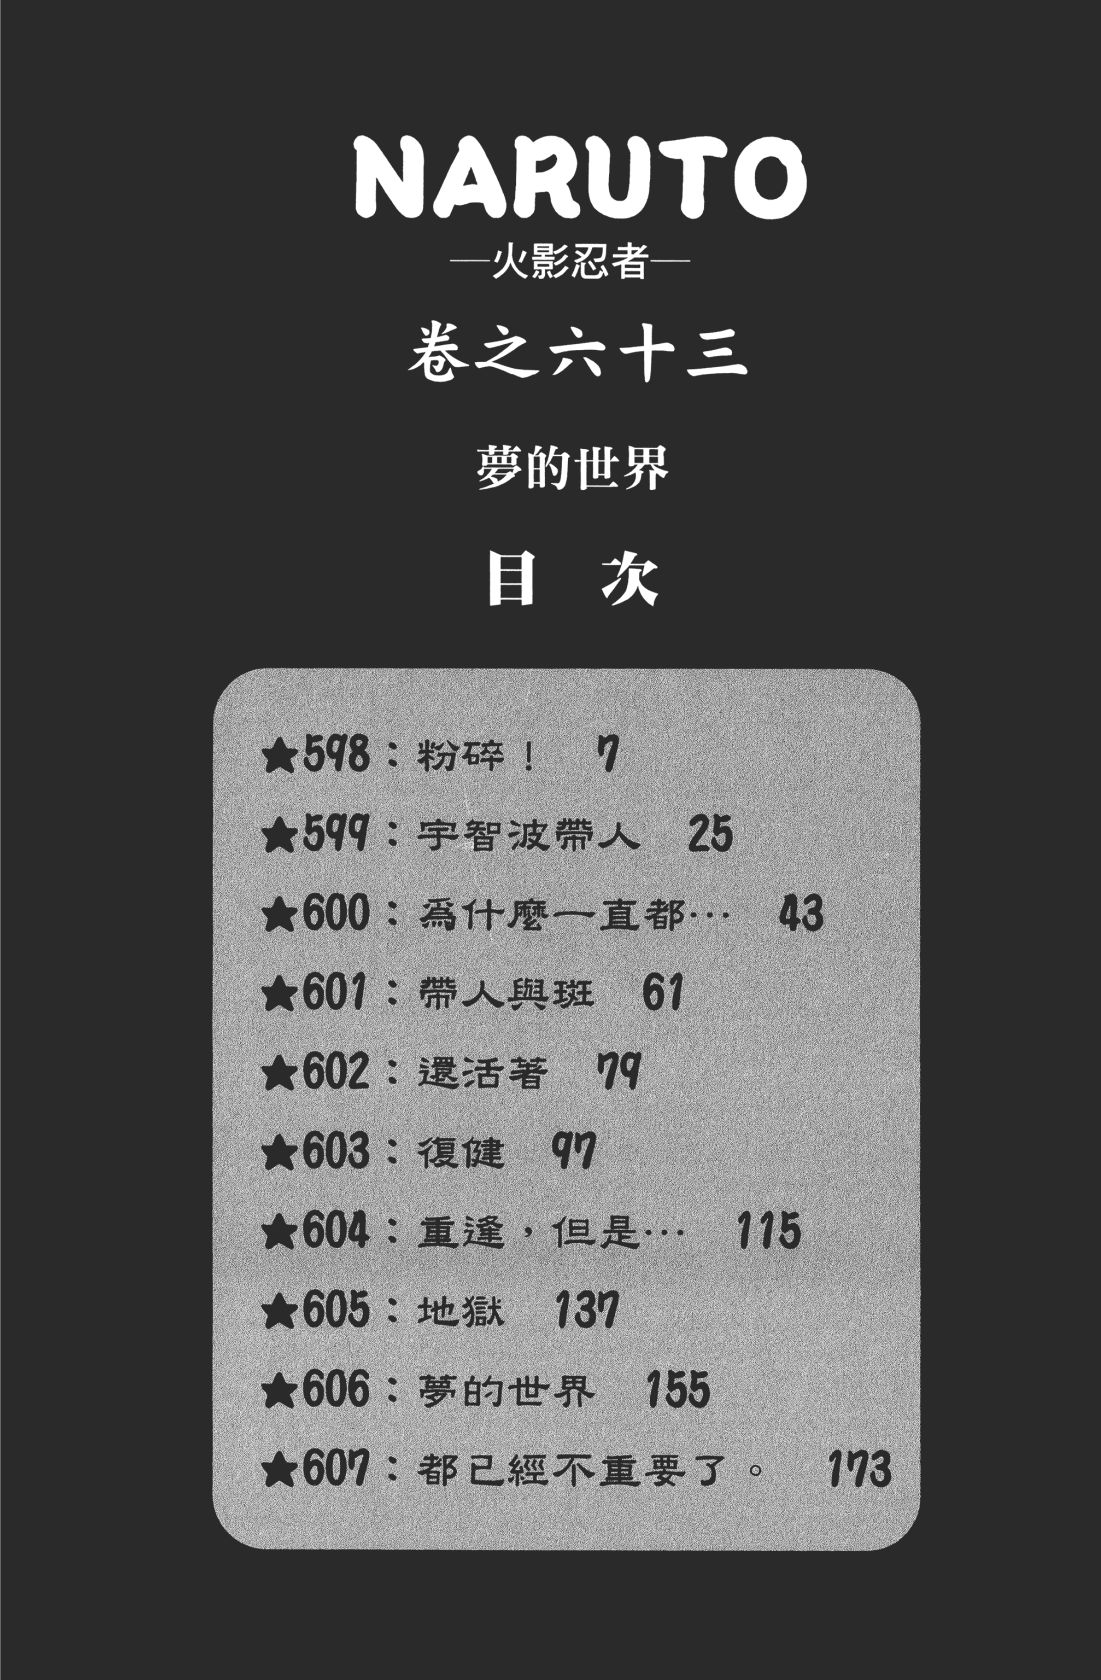 NARUTO
—火影忍者—
卷之六十三
夢的世界
目 次
★598：粉碎！ 7
★599：宇智波帶人 25
★600：為什麼一直都… 43
★601：帶人與斑 61
★602：還活著 79
★603：復健 97
★604：重逢，但是… 115
★605：地獄 137
★606：夢的世界 155
★607：都已經不重要了。 173